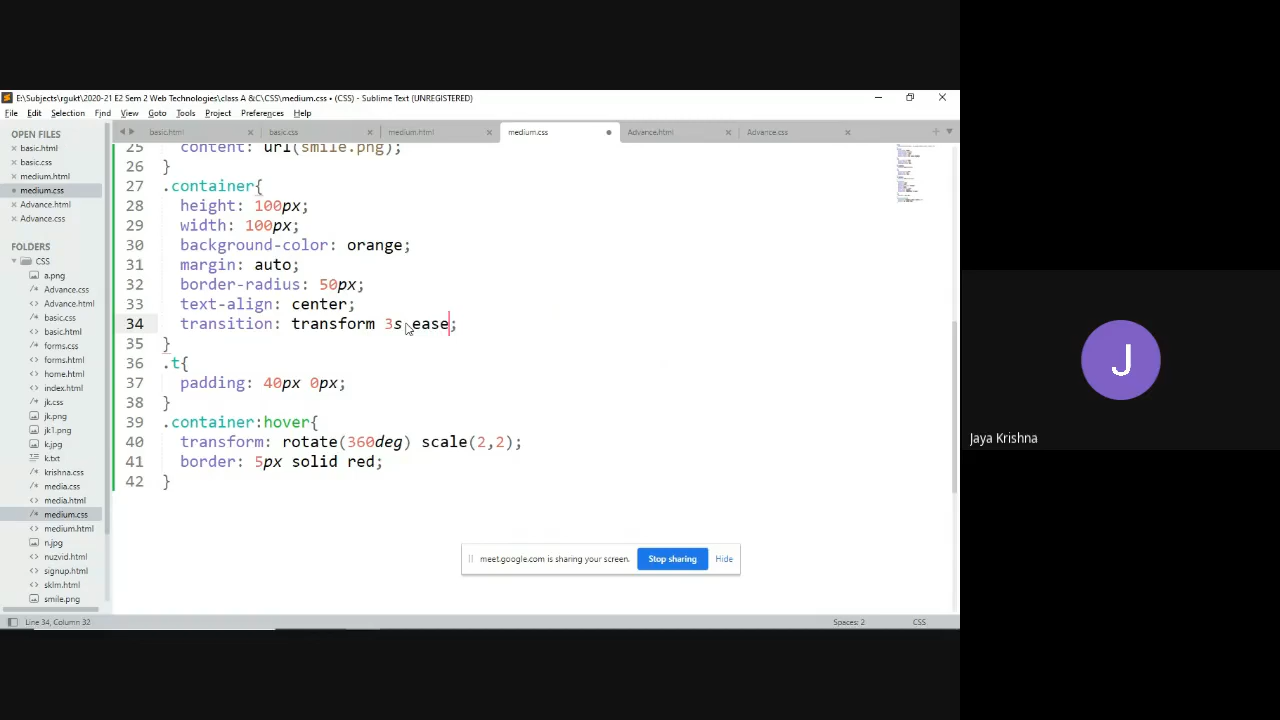 E:\Subjects\rgukt\2020-21 E2 Sem 2 Web Technologies\class A &C\CSS\medium.css • (CSS) - Sublime Text (UNREGISTERED)
File Edit Selection Find View Goto Tools Project Preferences Help
OPEN FILES
basic.html
basic.css
medium.html
medium.css
Advance.html
Advance.css
FOLDERS
CSS
a.png
Advance.css
Advance.html
basic.css
basic.html
forms.css
forms.html
home.html
index.html
jk.css
jk.png
jk1.png
k.jpg
k.txt
krishna.css
media.css
media.html
medium.css
medium.html
n.jpg
nuzvid.html
signup.html
sklm.html
smile.png
basic.html basic.css medium.html medium.css Advance.html Advance.css
25 content: url(smile.png);
26 }
27 .container{
28 height: 100px;
29 width: 100px;
30 background-color: orange;
31 margin: auto;
32 border-radius: 50px;
33 text-align: center;
34 transition: transform 3s ease;
35 }
36 .t{
37 padding: 40px 0px;
38 }
39 .container:hover{
40 transform: rotate(360deg) scale(2,2);
41 border: 5px solid red;
42 }
meet.google.com is sharing your screen. Stop sharing Hide
Line 34, Column 32 Spaces: 2 CSS
J
Jaya Krishna